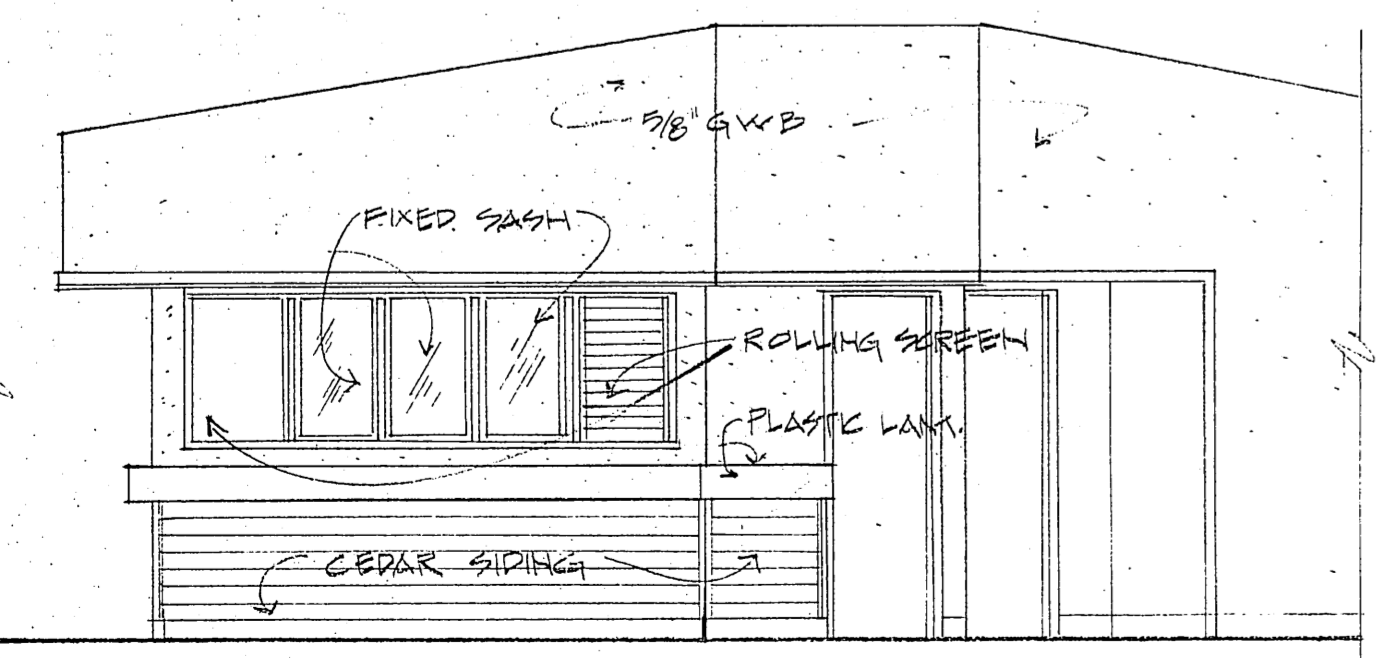 5/8" GWB
FIXED SASH
ROLLING SCREEN
PLASTIC LAM.
CEDAR SIDING